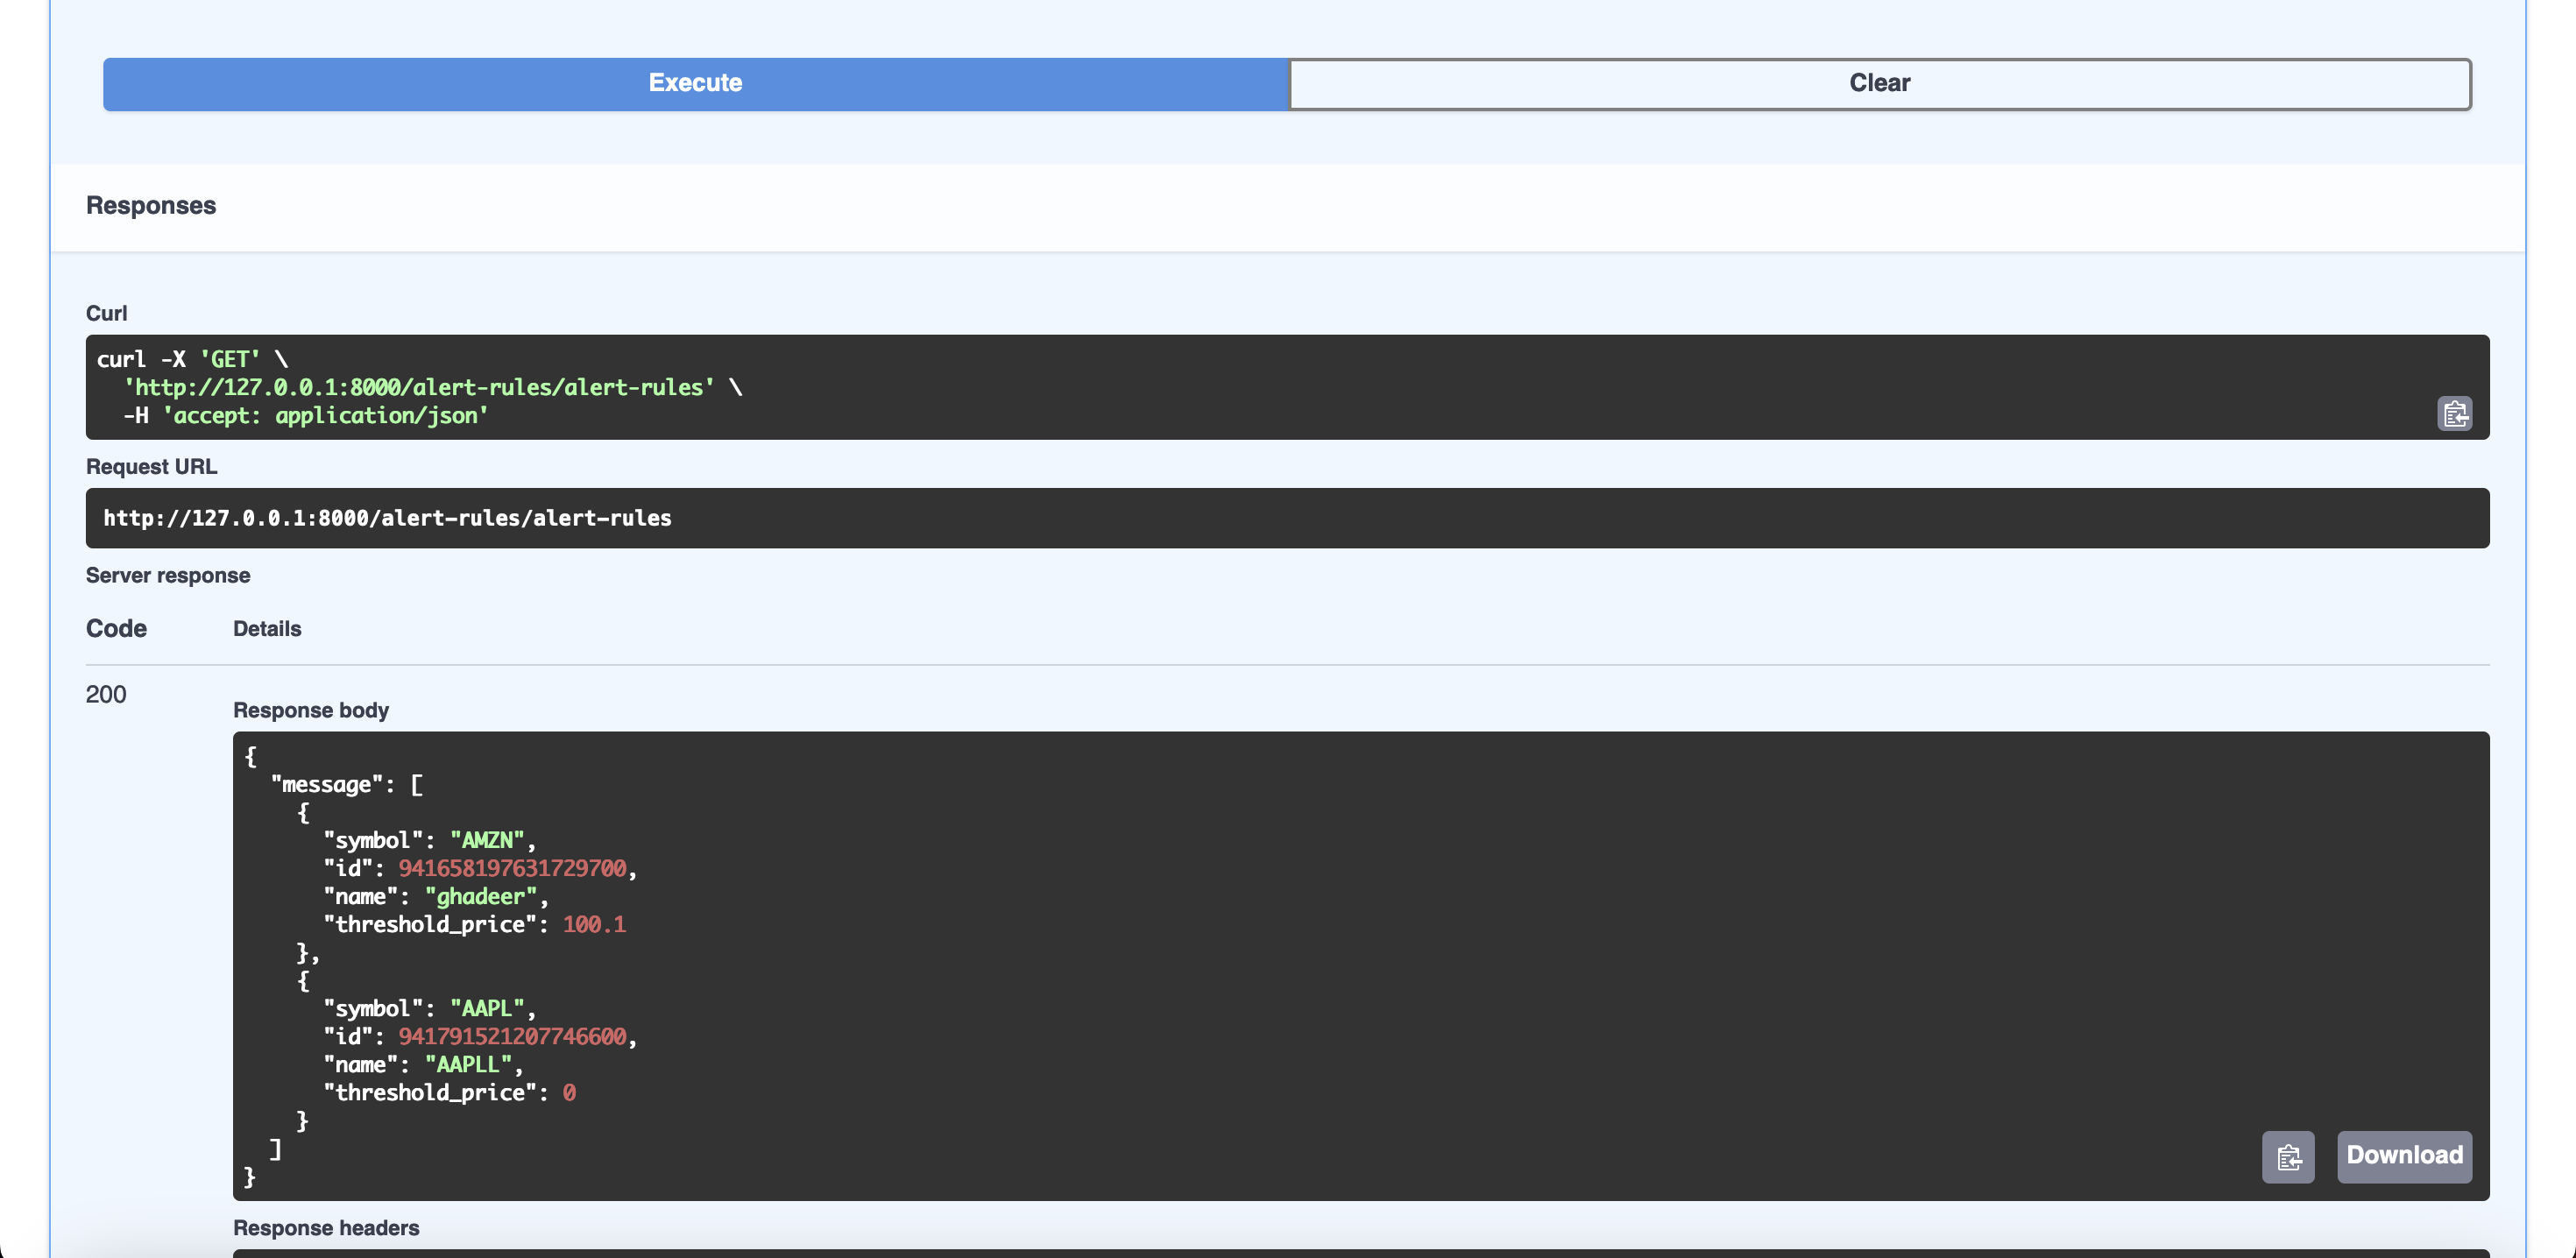 Execute
Clear
Responses
Curl
curl -X 'GET' \
  'http://127.0.0.1:8000/alert-rules/alert-rules' \
  -H 'accept: application/json'
Request URL
http://127.0.0.1:8000/alert-rules/alert-rules
Server response
Code Details
200
Response body
{
  "message": [
    {
      "symbol": "AMZN",
      "id": 941658197631729700,
      "name": "ghadeer",
      "threshold_price": 100.1
    },
    {
      "symbol": "AAPL",
      "id": 941791521207746600,
      "name": "AAPLL",
      "threshold_price": 0
    }
  ]
}
Download
Response headers